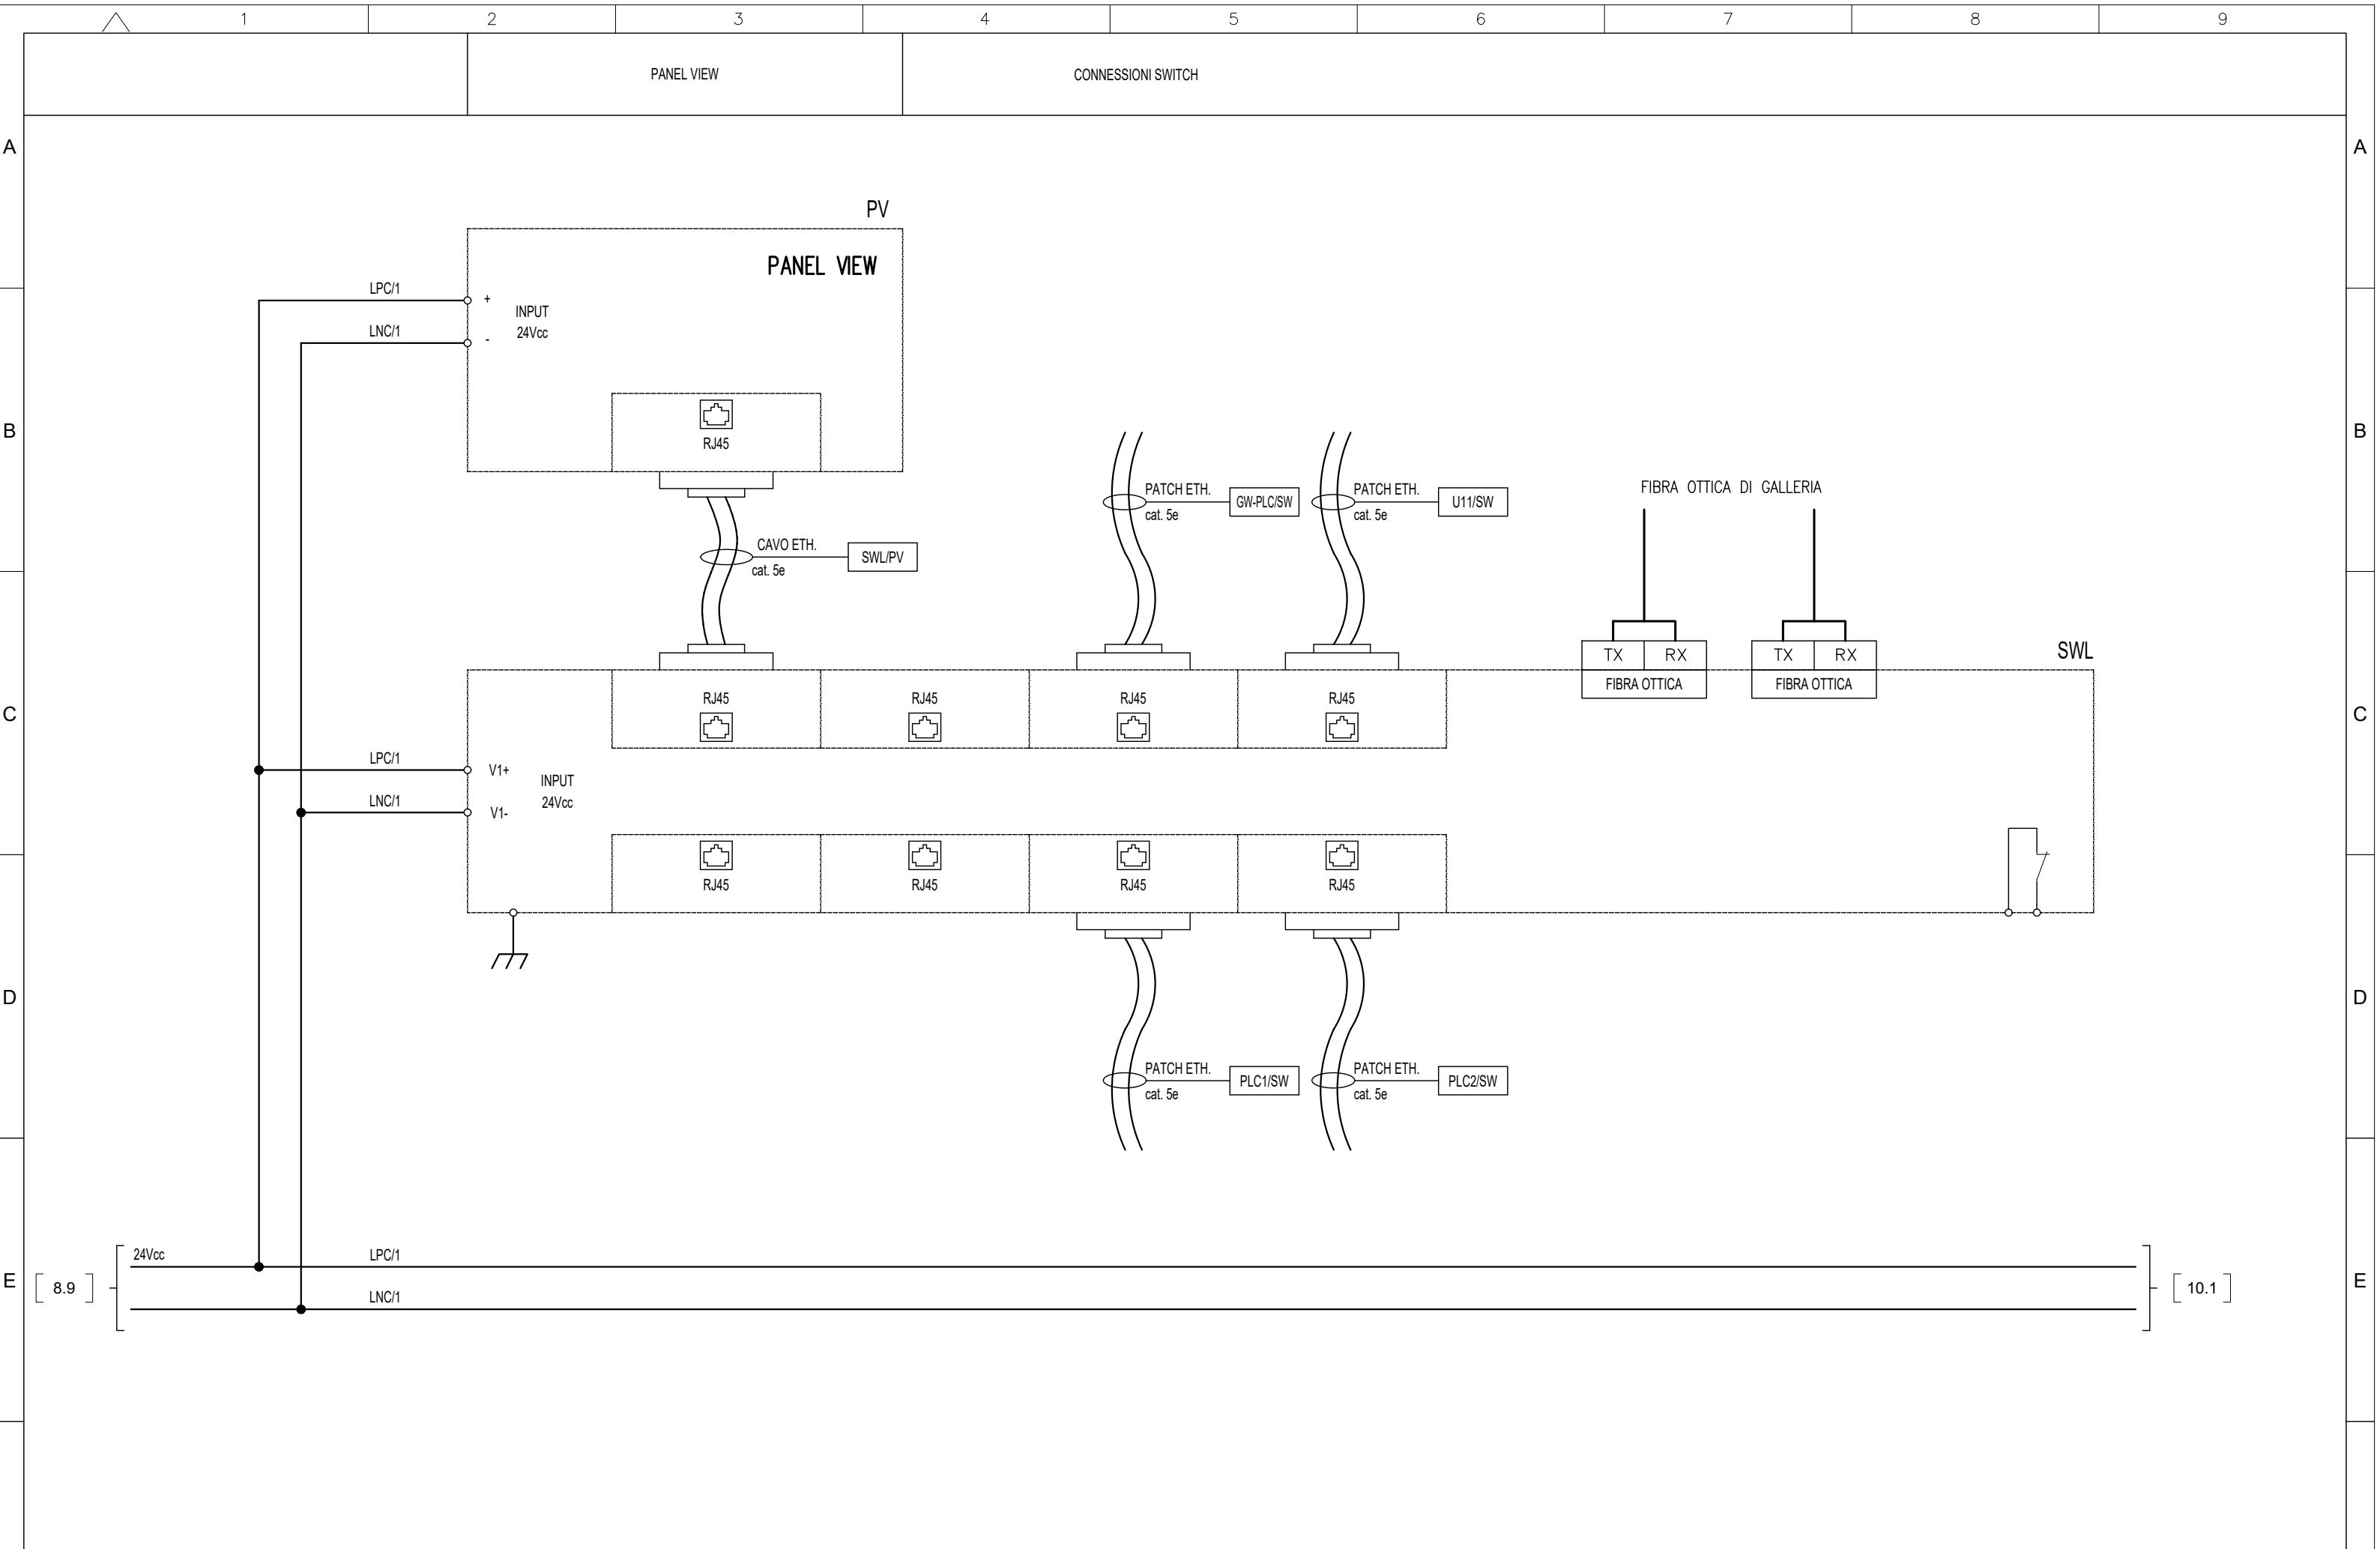 1 2 3 4 5 6 7 8 9
PANEL VIEW
CONNESSIONI SWITCH
A
A
PV
PANEL VIEW
LPC/1
+
INPUT
24Vcc
LNC/1
-
B
B
RJ45
PATCH ETH.
cat. 5e
GW-PLC/SW
PATCH ETH.
cat. 5e
U11/SW
FIBRA OTTICA DI GALLERIA
CAVO ETH.
cat. 5e
SWL/PV
TX RX
TX RX
SWL
FIBRA OTTICA
FIBRA OTTICA
RJ45
RJ45
RJ45
RJ45
C
C
LPC/1
V1+
INPUT
24Vcc
LNC/1
V1-
RJ45
RJ45
RJ45
RJ45
D
D
PATCH ETH.
cat. 5e
PLC1/SW
PATCH ETH.
cat. 5e
PLC2/SW
24Vcc
LPC/1
E
E
8.9
10.1
LNC/1